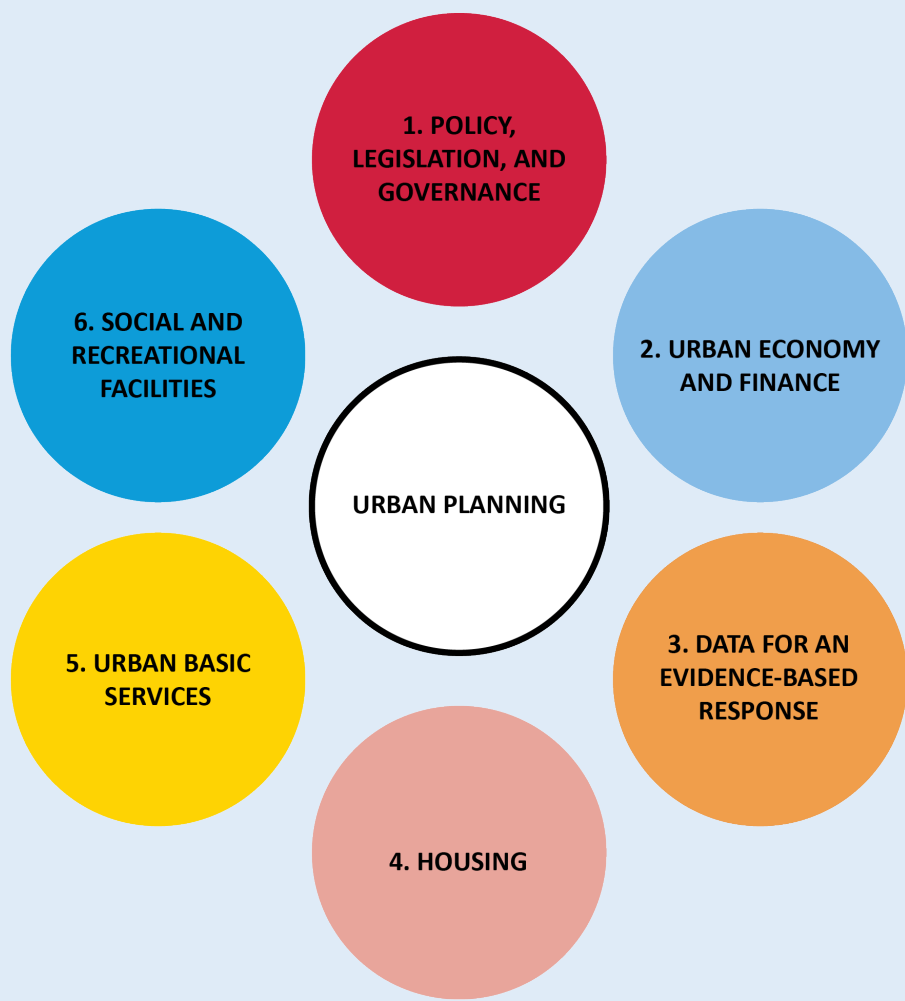 1. POLICY,
LEGISLATION, AND
GOVERNANCE
2. URBAN ECONOMY
AND FINANCE
3. DATA FOR AN
EVIDENCE-BASED
RESPONSE
4. HOUSING
5. URBAN BASIC
SERVICES
6. SOCIAL AND
RECREATIONAL
FACILITIES
URBAN PLANNING